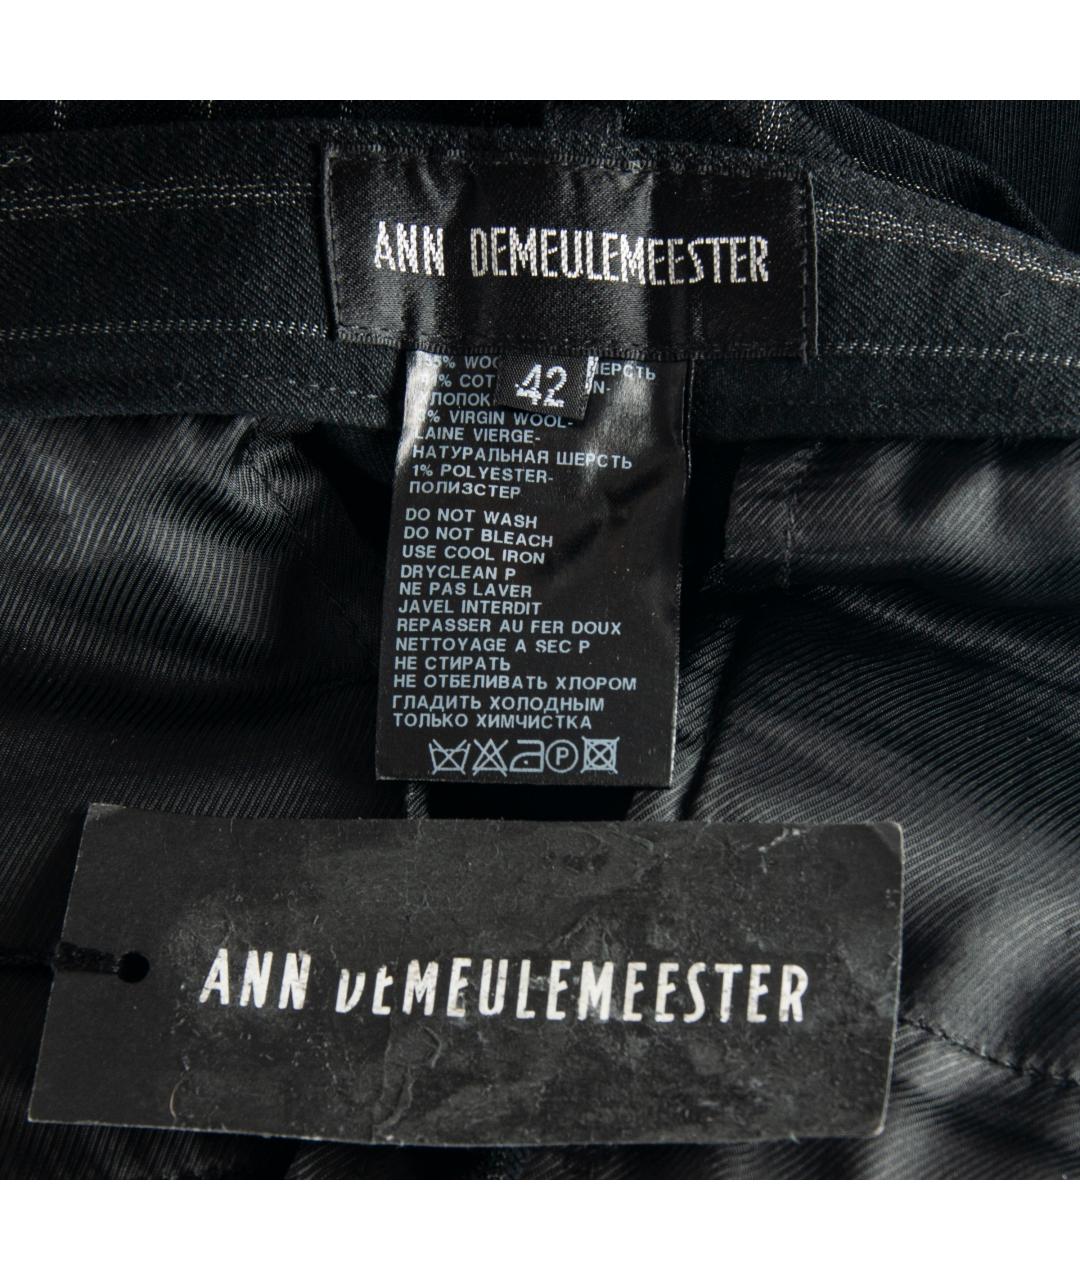 ANN DEMEULEMEESTER
42
ХЛОПОК
% VIRGIN WOOL-
LAINE VIERGE-
НАТУРАЛЬНАЯ ШЕРСТЬ
1% POLYESTER-
ПОЛИЗСТЕР
DO NOT WASH
DO NOT BLEACH
USE COOL IRON
DRYCLEAN P
NE PAS LAVER
JAVEL INTERDIT
REPASSER AU FER DOUX
NETTOYAGE A SEC P
НЕ СТИРАТЬ
НЕ ОТБЕЛИВАТЬ ХЛОРОМ
ГЛАДИТЬ ХОЛОДНЫМ
ТОЛЬКО ХИМЧИСТКА
P
ANN DEMEULEMEESTER